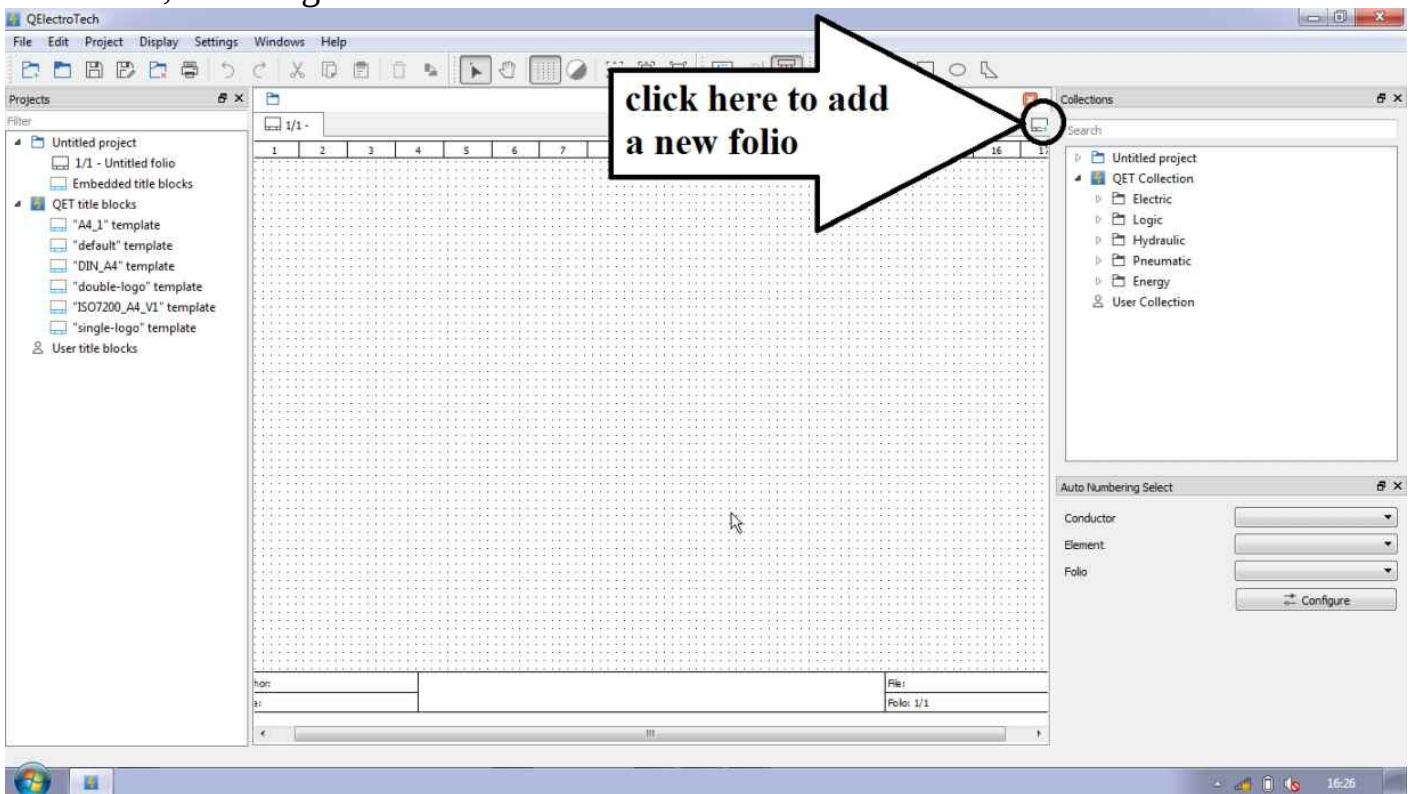 QElectroTech
File Edit Project Display Settings Windows Help
click here to add
a new folio
Projects
Filter
Untitled project
1/1 - Untitled folio
Embedded title blocks
QET title blocks
"A4_1" template
"default" template
"DIN_A4" template
"double-logo" template
"ISO7200_A4_V1" template
"single-logo" template
User title blocks
1/1 -
1 2 3 4 5 6 7 16 17
hor:
File:
Folio: 1/1
Collections
Search
Untitled project
QET Collection
Electric
Logic
Hydraulic
Pneumatic
Energy
User Collection
Auto Numbering Select
Conductor
Element
Folio
Configure
16:26